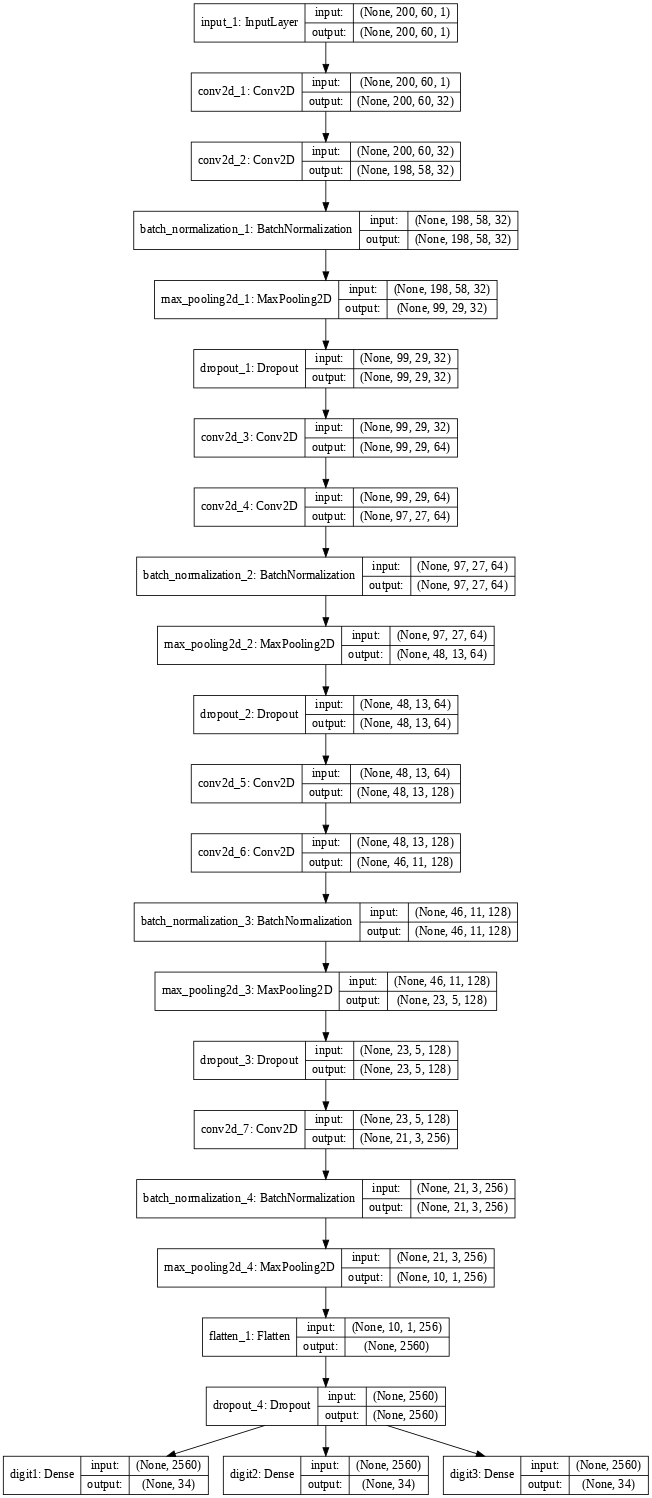 input_1: InputLayer
input: (None, 200, 60, 1)
output: (None, 200, 60, 1)
conv2d_1: Conv2D
input: (None, 200, 60, 1)
output: (None, 200, 60, 32)
conv2d_2: Conv2D
input: (None, 200, 60, 32)
output: (None, 198, 58, 32)
batch_normalization_1: BatchNormalization
input: (None, 198, 58, 32)
output: (None, 198, 58, 32)
max_pooling2d_1: MaxPooling2D
input: (None, 198, 58, 32)
output: (None, 99, 29, 32)
dropout_1: Dropout
input: (None, 99, 29, 32)
output: (None, 99, 29, 32)
conv2d_3: Conv2D
input: (None, 99, 29, 32)
output: (None, 99, 29, 64)
conv2d_4: Conv2D
input: (None, 99, 29, 64)
output: (None, 97, 27, 64)
batch_normalization_2: BatchNormalization
input: (None, 97, 27, 64)
output: (None, 97, 27, 64)
max_pooling2d_2: MaxPooling2D
input: (None, 97, 27, 64)
output: (None, 48, 13, 64)
dropout_2: Dropout
input: (None, 48, 13, 64)
output: (None, 48, 13, 64)
conv2d_5: Conv2D
input: (None, 48, 13, 64)
output: (None, 48, 13, 128)
conv2d_6: Conv2D
input: (None, 48, 13, 128)
output: (None, 46, 11, 128)
batch_normalization_3: BatchNormalization
input: (None, 46, 11, 128)
output: (None, 46, 11, 128)
max_pooling2d_3: MaxPooling2D
input: (None, 46, 11, 128)
output: (None, 23, 5, 128)
dropout_3: Dropout
input: (None, 23, 5, 128)
output: (None, 23, 5, 128)
conv2d_7: Conv2D
input: (None, 23, 5, 128)
output: (None, 21, 3, 256)
batch_normalization_4: BatchNormalization
input: (None, 21, 3, 256)
output: (None, 21, 3, 256)
max_pooling2d_4: MaxPooling2D
input: (None, 21, 3, 256)
output: (None, 10, 1, 256)
flatten_1: Flatten
input: (None, 10, 1, 256)
output: (None, 2560)
dropout_4: Dropout
input: (None, 2560)
output: (None, 2560)
digit1: Dense
input: (None, 2560)
output: (None, 34)
digit2: Dense
input: (None, 2560)
output: (None, 34)
digit3: Dense
input: (None, 2560)
output: (None, 34)